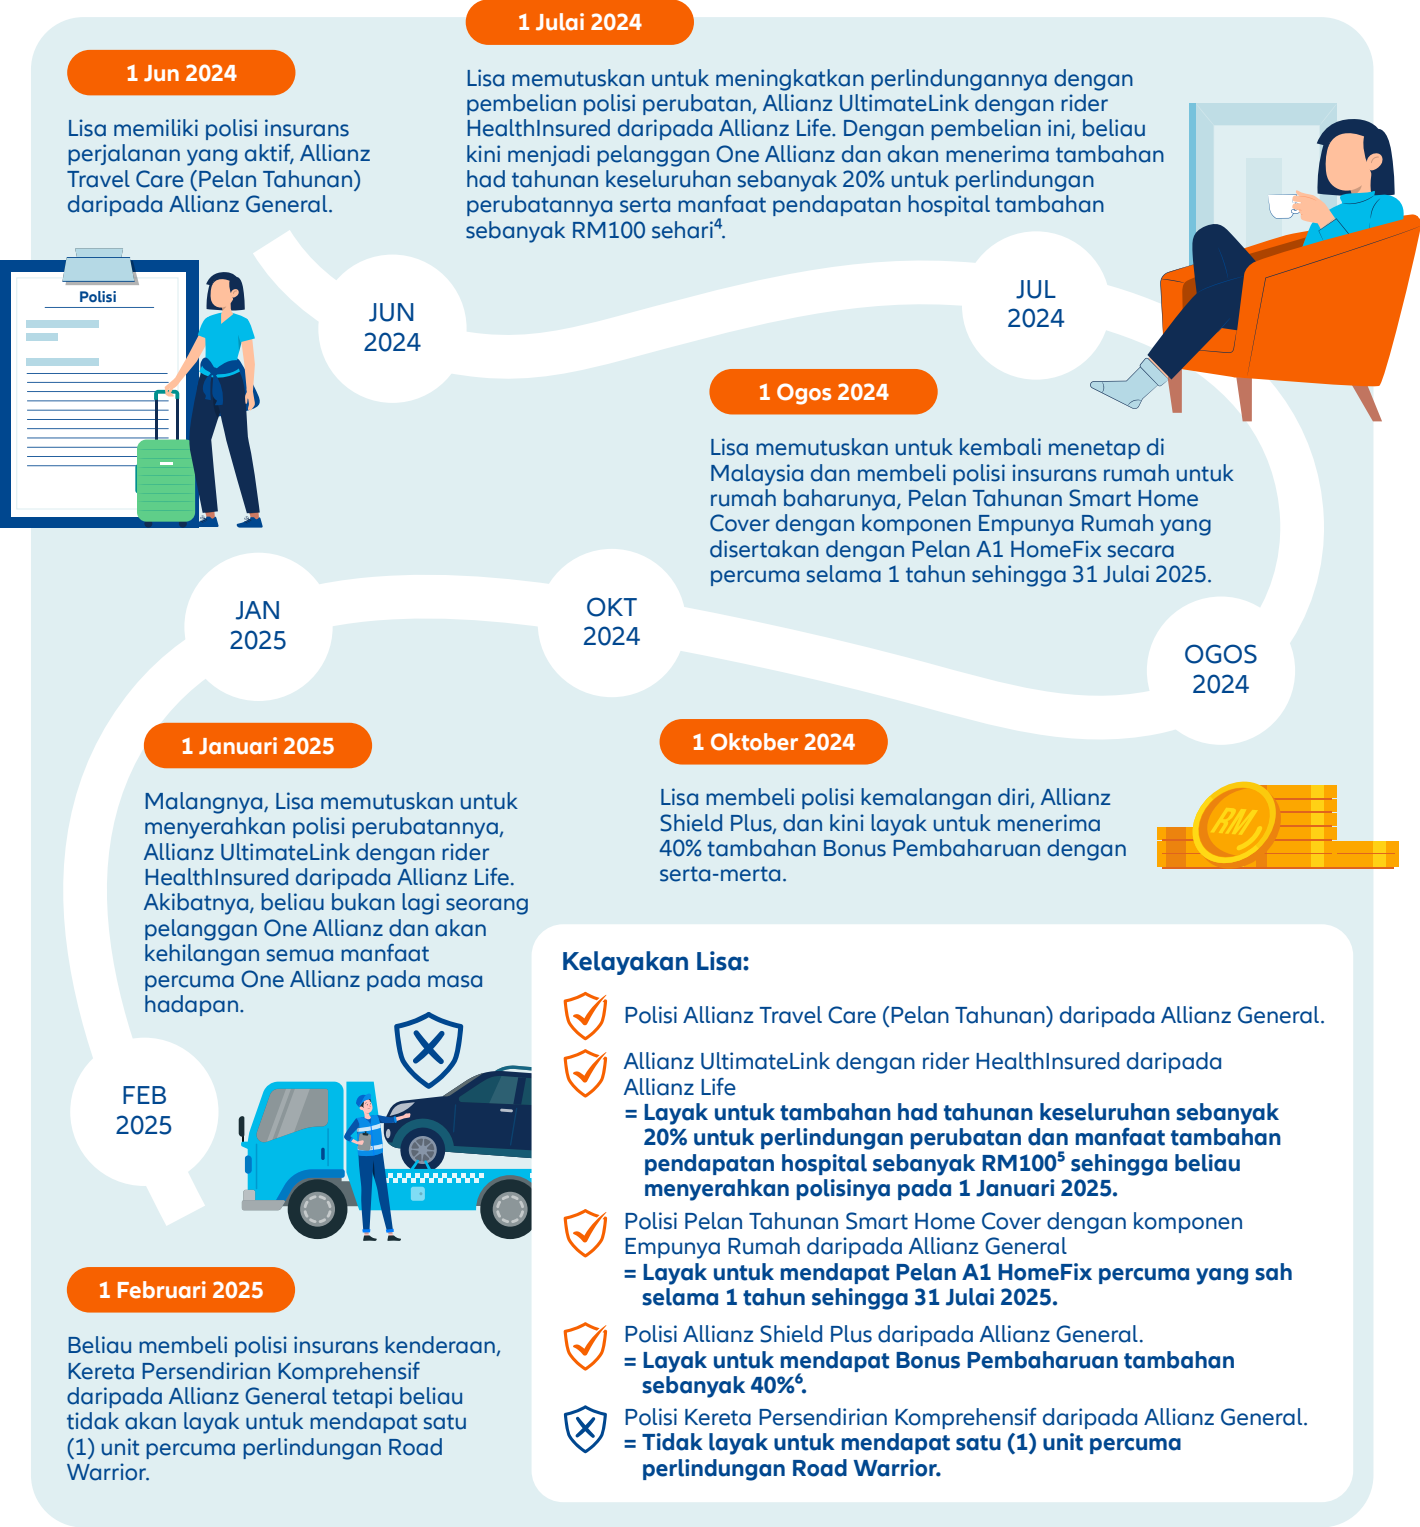 1 Jun 2024
Lisa memiliki polisi insurans
perjalanan yang aktif, Allianz
Travel Care (Pelan Tahunan)
daripada Allianz General.
1 Julai 2024
Lisa memutuskan untuk meningkatkan perlindungannya dengan
pembelian polisi perubatan, Allianz UltimateLink dengan rider
HealthInsured daripada Allianz Life. Dengan pembelian ini, beliau
kini menjadi pelanggan One Allianz dan akan menerima tambahan
had tahunan keseluruhan sebanyak 20% untuk perlindungan
perubatannya serta manfaat pendapatan hospital tambahan
sebanyak RM100 sehari⁴.
Polisi
JUN
2024
JUL
2024
1 Ogos 2024
Lisa memutuskan untuk kembali menetap di
Malaysia dan membeli polisi insurans rumah untuk
rumah baharunya, Pelan Tahunan Smart Home
Cover dengan komponen Empunya Rumah yang
disertakan dengan Pelan A1 HomeFix secara
percuma selama 1 tahun sehingga 31 Julai 2025.
OGOS
2024
OKT
2024
JAN
2025
1 Oktober 2024
Lisa membeli polisi kemalangan diri, Allianz
Shield Plus, dan kini layak untuk menerima
40% tambahan Bonus Pembaharuan dengan
serta-merta.
RM
1 Januari 2025
Malangnya, Lisa memutuskan untuk
menyerahkan polisi perubatannya,
Allianz UltimateLink dengan rider
HealthInsured daripada Allianz Life.
Akibatnya, beliau bukan lagi seorang
pelanggan One Allianz dan akan
kehilangan semua manfaat
percuma One Allianz pada masa
hadapan.
FEB
2025
1 Februari 2025
Beliau membeli polisi insurans kenderaan,
Kereta Persendirian Komprehensif
daripada Allianz General tetapi beliau
tidak akan layak untuk mendapat satu
(1) unit percuma perlindungan Road
Warrior.
Kelayakan Lisa:
Polisi Allianz Travel Care (Pelan Tahunan) daripada Allianz General.
Allianz UltimateLink dengan rider HealthInsured daripada
Allianz Life
= Layak untuk tambahan had tahunan keseluruhan sebanyak
20% untuk perlindungan perubatan dan manfaat tambahan
pendapatan hospital sebanyak RM100⁵ sehingga beliau
menyerahkan polisinya pada 1 Januari 2025.
Polisi Pelan Tahunan Smart Home Cover dengan komponen
Empunya Rumah daripada Allianz General
= Layak untuk mendapat Pelan A1 HomeFix percuma yang sah
selama 1 tahun sehingga 31 Julai 2025.
Polisi Allianz Shield Plus daripada Allianz General.
= Layak untuk mendapat Bonus Pembaharuan tambahan
sebanyak 40%⁶.
Polisi Kereta Persendirian Komprehensif daripada Allianz General.
= Tidak layak untuk mendapat satu (1) unit percuma
perlindungan Road Warrior.